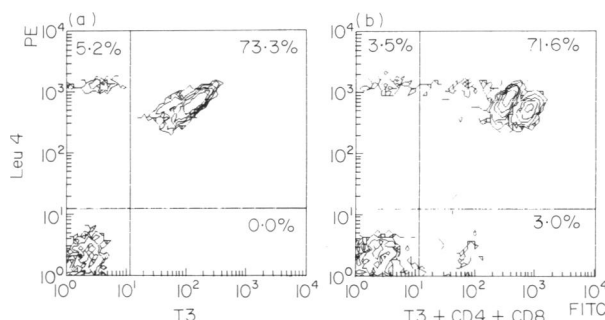 (a)
PE
5·2%
73·3%
0·0%
Leu 4
10⁴
10³
10²
10¹
10⁰
10⁰ 10¹ 10² 10³ 10⁴
T3
(b)
3·5%
71·6%
3·0%
10⁴
10³
10²
10¹
10⁰
10⁰ 10¹ 10² 10³ 10⁴
FITC
T3 + CD4 + CD8